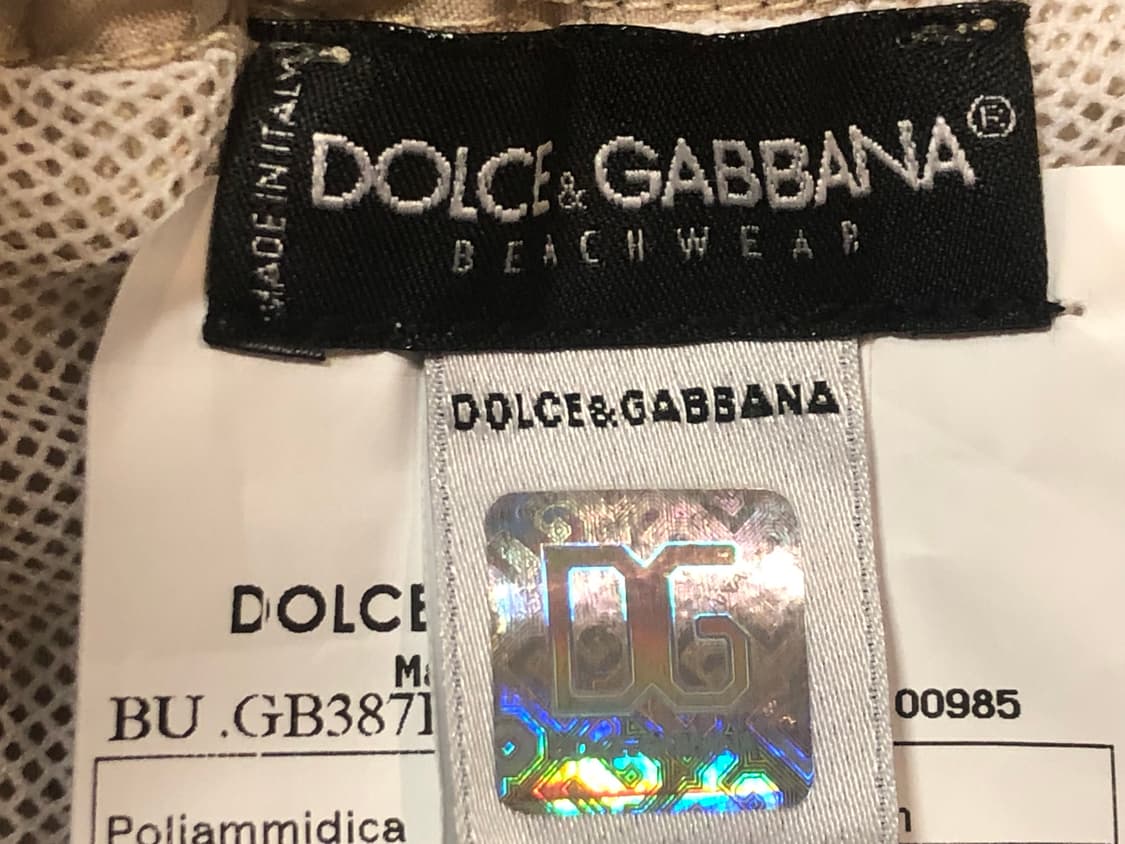 MADE IN ITALY
DOLCE & GABBANA ®
BEACHWEAR
DOLCE & GABBANA
DG
DOLCE
BU .GB387
00985
Poliammidica